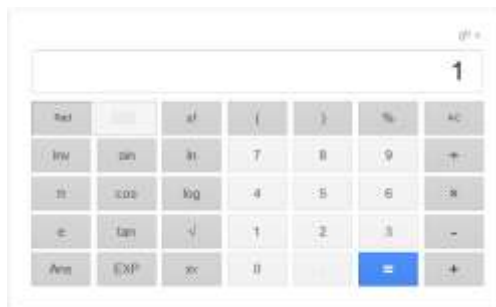 0⁰ =
1
Rad x! ( ) % AC
Inv sin ln 7 8 9 ÷
π cos log 4 5 6 ×
e tan √ 1 2 3 -
Ans EXP 0 = +